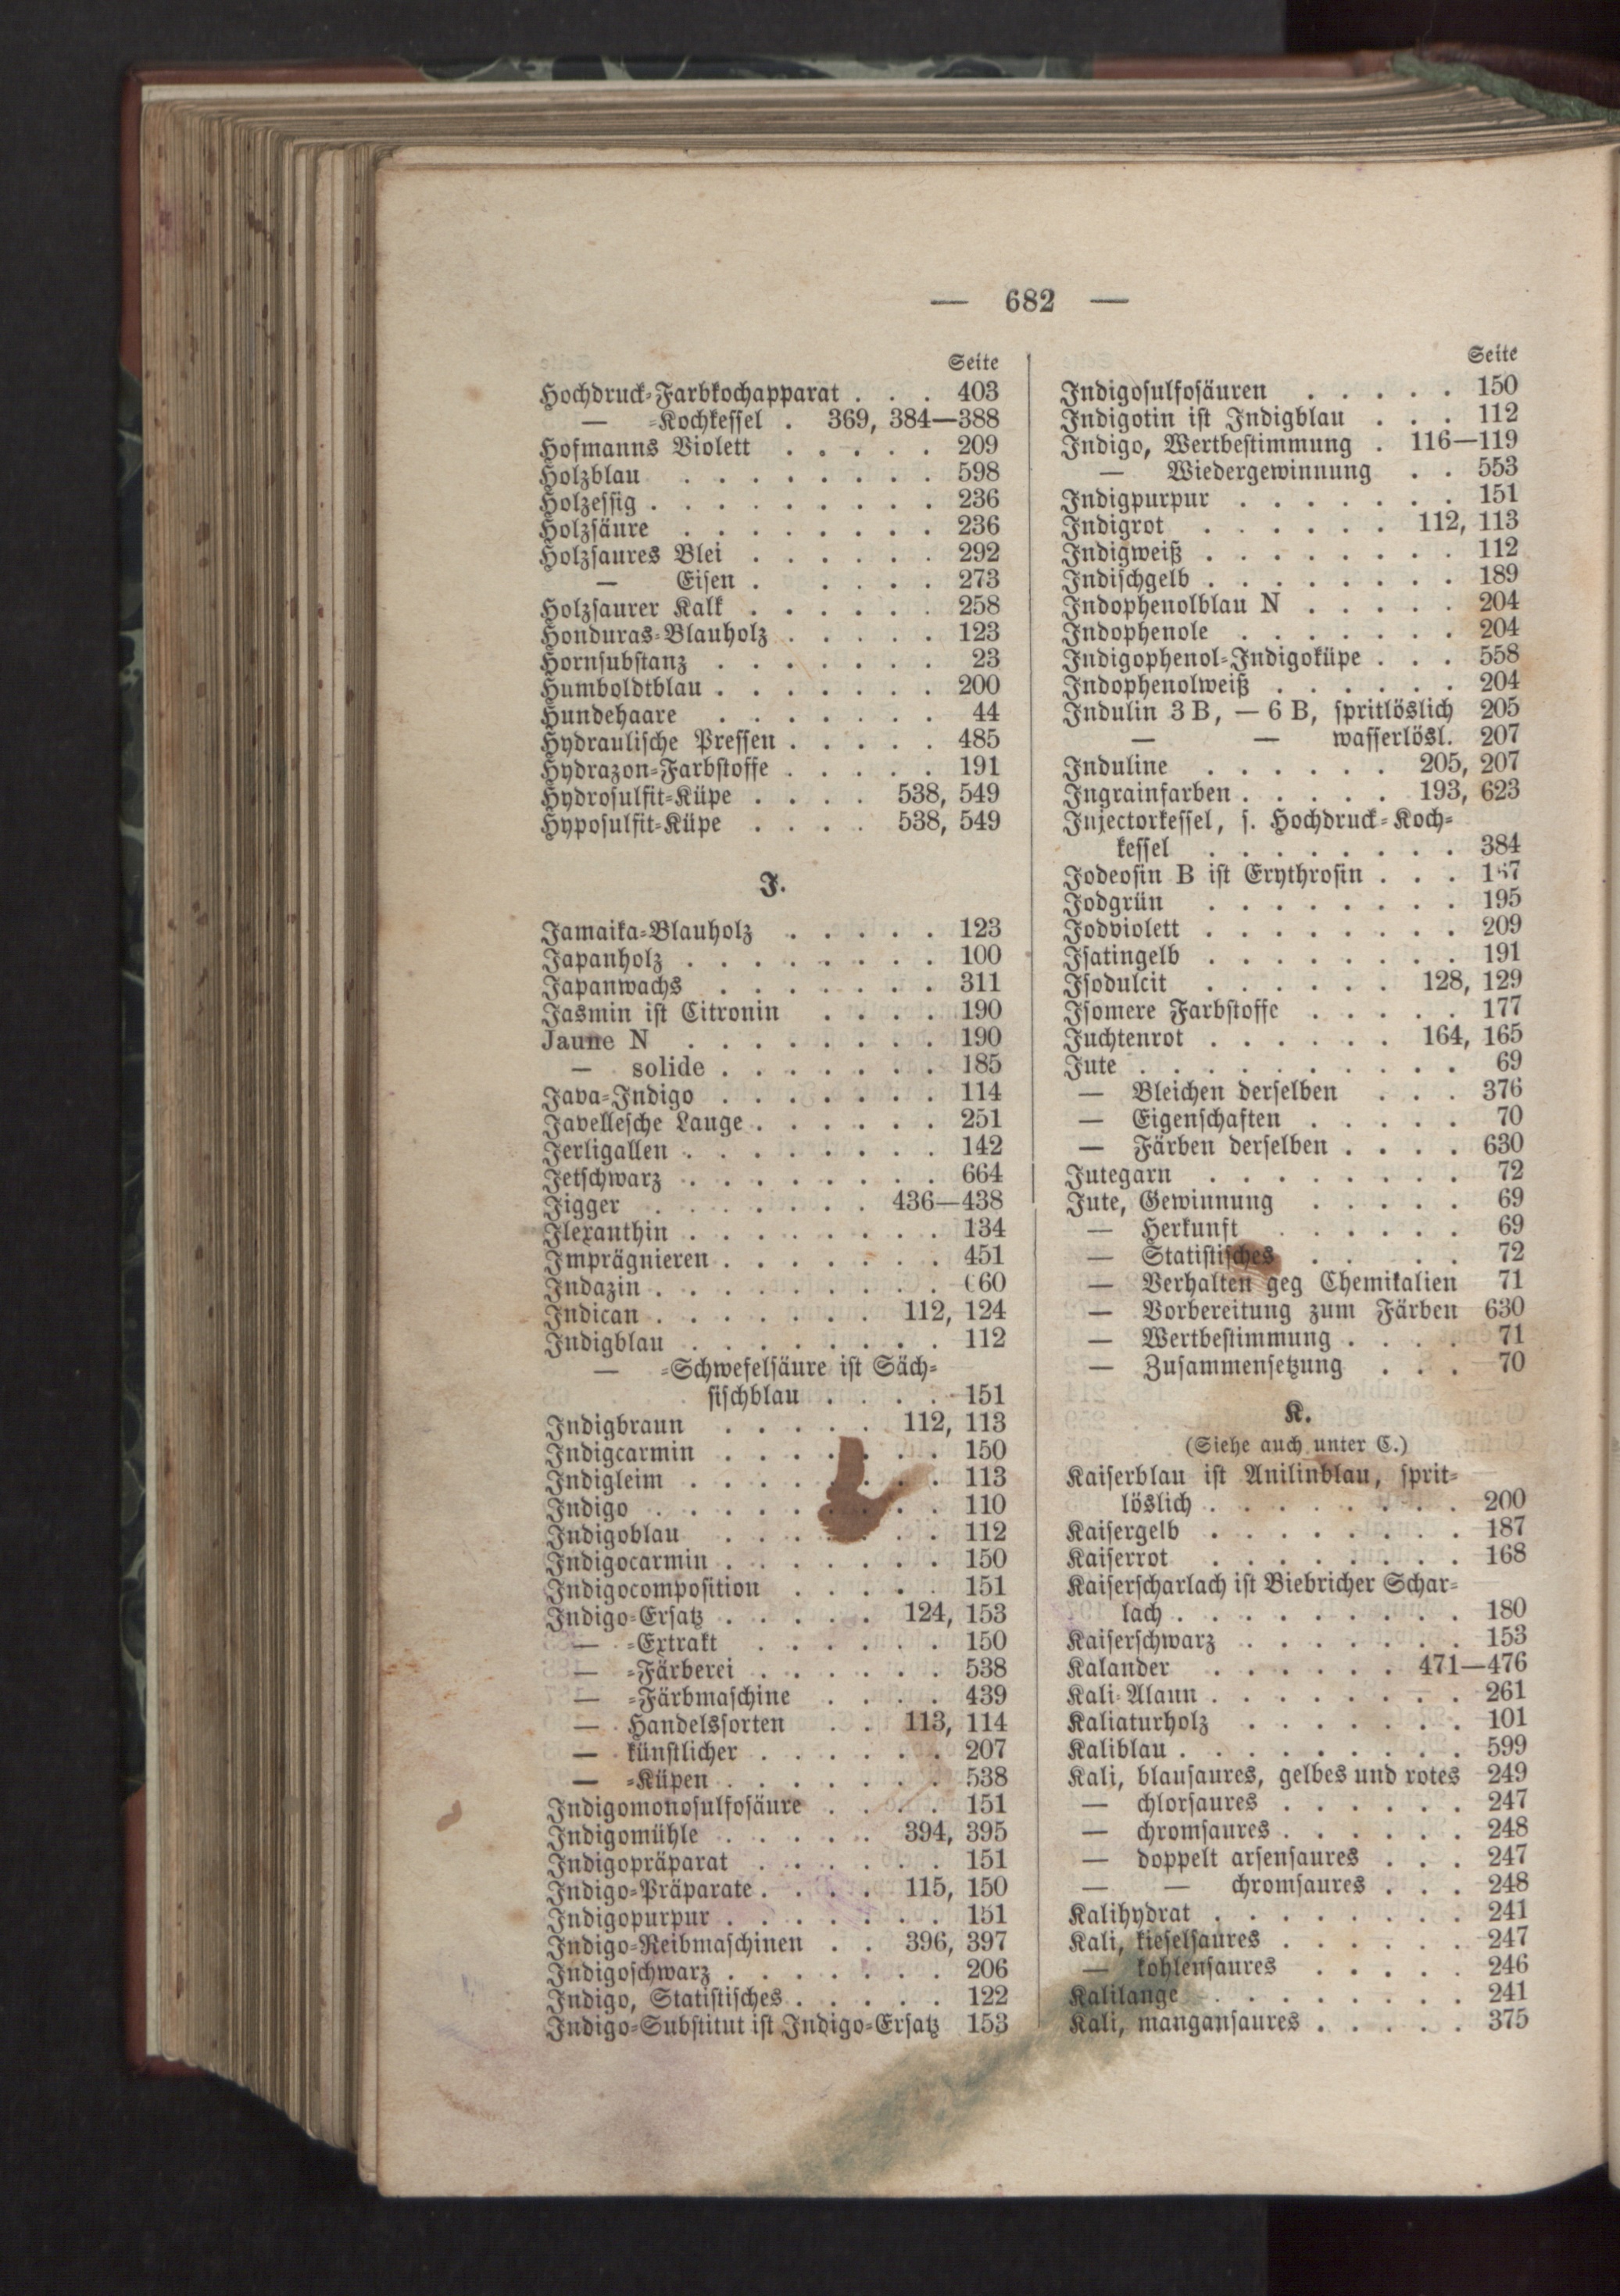 — 682 —
Seite
Hochdruck-Farbkochapparat . . . 403
— -Kochkessel . 369, 384—388
Hofmanns Violett . . . . . 209
Holzblau . . . . . . . . 598
Holzessig . . . . . . . . . 236
Holzsäure . . . . . . . . 236
Holzsaures Blei . . . . . . 292
— Eisen . . . . . 273
Holzsaurer Kalk . . . . . . 258
Honduras-Blauholz . . . . . 123
Hornsubstanz . . . . . . . 23
Humboldtblau . . . . . . . 200
Hundehaare . . . . . . . 44
Hydraulische Pressen . . . . . 485
Hydrazon-Farbstoffe . . . . . 191
Hydrosulfit-Küpe . . . . 538, 549
Hyposulfit-Küpe . . . . 538, 549
J.
Jamaika-Blauholz . . . . . 123
Japanholz . . . . . . . . 100
Japanwachs . . . . . . . 311
Jasmin ist Citronin . . . . 190
Jaune N . . . . . . . . 190
— solide . . . . . . . 185
Java-Indigo . . . . . . . 114
Javellesche Lauge . . . . . . 251
Jerligallen . . . . . . . . 142
Jetschwarz . . . . . . . . 664
Jigger . . . . . . . 436—438
Ilexanthin . . . . . . . . 134
Imprägnieren . . . . . . . 451
Indazin . . . . . . . . . 660
Indican . . . . . . . 112, 124
Indigblau . . . . . . . . 112
— -Schwefelsäure ist Säch-
sischblau . . . . 151
Indigbraun . . . . . 112, 113
Indigcarmin . . . . . . . 150
Indigleim . . . . . . . . 113
Indigo . . . . . . . . . 110
Indigoblau . . . . . . . 112
Indigocarmin . . . . . . . 150
Indigocomposition . . . . . 151
Indigo-Ersatz . . . . . 124, 153
— -Extrakt . . . . . . 150
— -Färberei . . . . . . 538
— -Färbmaschine . . . . 439
— Handelssorten . . 113, 114
— künstlicher . . . . . . 207
— -Küpen . . . . . . . 538
Indigomonosulfosäure . . . . 151
Indigomühle . . . . . 394, 395
Indigopräparat . . . . . . 151
Indigo-Präparate . . . . 115, 150
Indigopurpur . . . . . . . 151
Indigo-Reibmaschinen . . 396, 397
Indigoschwarz . . . . . . . 206
Indigo, Statistisches . . . . . 122
Indigo-Substitut ist Indigo-Ersatz 153
Seite
Indigosulfosäuren . . . . . 150
Indigotin ist Indigblau . . . 112
Indigo, Wertbestimmung . 116—119
— Wiedergewinnung . . 553
Indigpurpur . . . . . . . 151
Indigrot . . . . . . 112, 113
Indigweiß . . . . . . . . 112
Indischgelb . . . . . . . . 189
Indophenolblau N . . . . . 204
Indophenole . . . . . . . 204
Indigophenol-Indigoküpe . . . 558
Indophenolweiß . . . . . . 204
Indulin 3 B, — 6 B, spritlöslich 205
— — wasserlösl. 207
Induline . . . . . . 205, 207
Ingrainfarben . . . . . 193, 623
Injectorkessel, s. Hochdruck-Koch-
kessel . . . . . . . . 384
Jodeosin B ist Erythrosin . . . 167
Jodgrün . . . . . . . . 195
Jodviolett . . . . . . . . 209
Isatingelb . . . . . . . . 191
Isodulcit . . . . . . 128, 129
Isomere Farbstoffe . . . . . 177
Juchtenrot . . . . . . 164, 165
Jute . . . . . . . . . . 69
— Bleichen derselben . . . 376
— Eigenschaften . . . . . 70
— Färben derselben . . . . 630
Jutegarn . . . . . . . . 72
Jute, Gewinnung . . . . . 69
— Herkunft . . . . . . 69
— Statistisches . . . . . 72
— Verhalten geg Chemikalien 71
— Vorbereitung zum Färben 630
— Wertbestimmung . . . . 71
— Zusammensetzung . . . 70
K.
(Siehe auch unter C.)
Kaiserblau ist Anilinblau, sprit-
löslich . . . . . . . . 200
Kaisergelb . . . . . . . . 187
Kaiserrot . . . . . . . . 168
Kaiserscharlach ist Biebricher Schar-
lach . . . . . . . . . 180
Kaiserschwarz . . . . . . . 153
Kalander . . . . . . 471—476
Kali-Alaun . . . . . . . . 261
Kaliaturholz . . . . . . . 101
Kaliblau . . . . . . . . . 599
Kali, blausaures, gelbes und rotes 249
— chlorsaures . . . . . . 247
— chromsaures . . . . . . 248
— doppelt arsensaures . . . 247
— — chromsaures . . . 248
Kalihydrat . . . . . . . . 241
Kali, kieselsaures . . . . . . 247
— kohlensaures . . . . . 246
Kalilange . . . . . . . . 241
Kali, mangansaures . . . . . 375